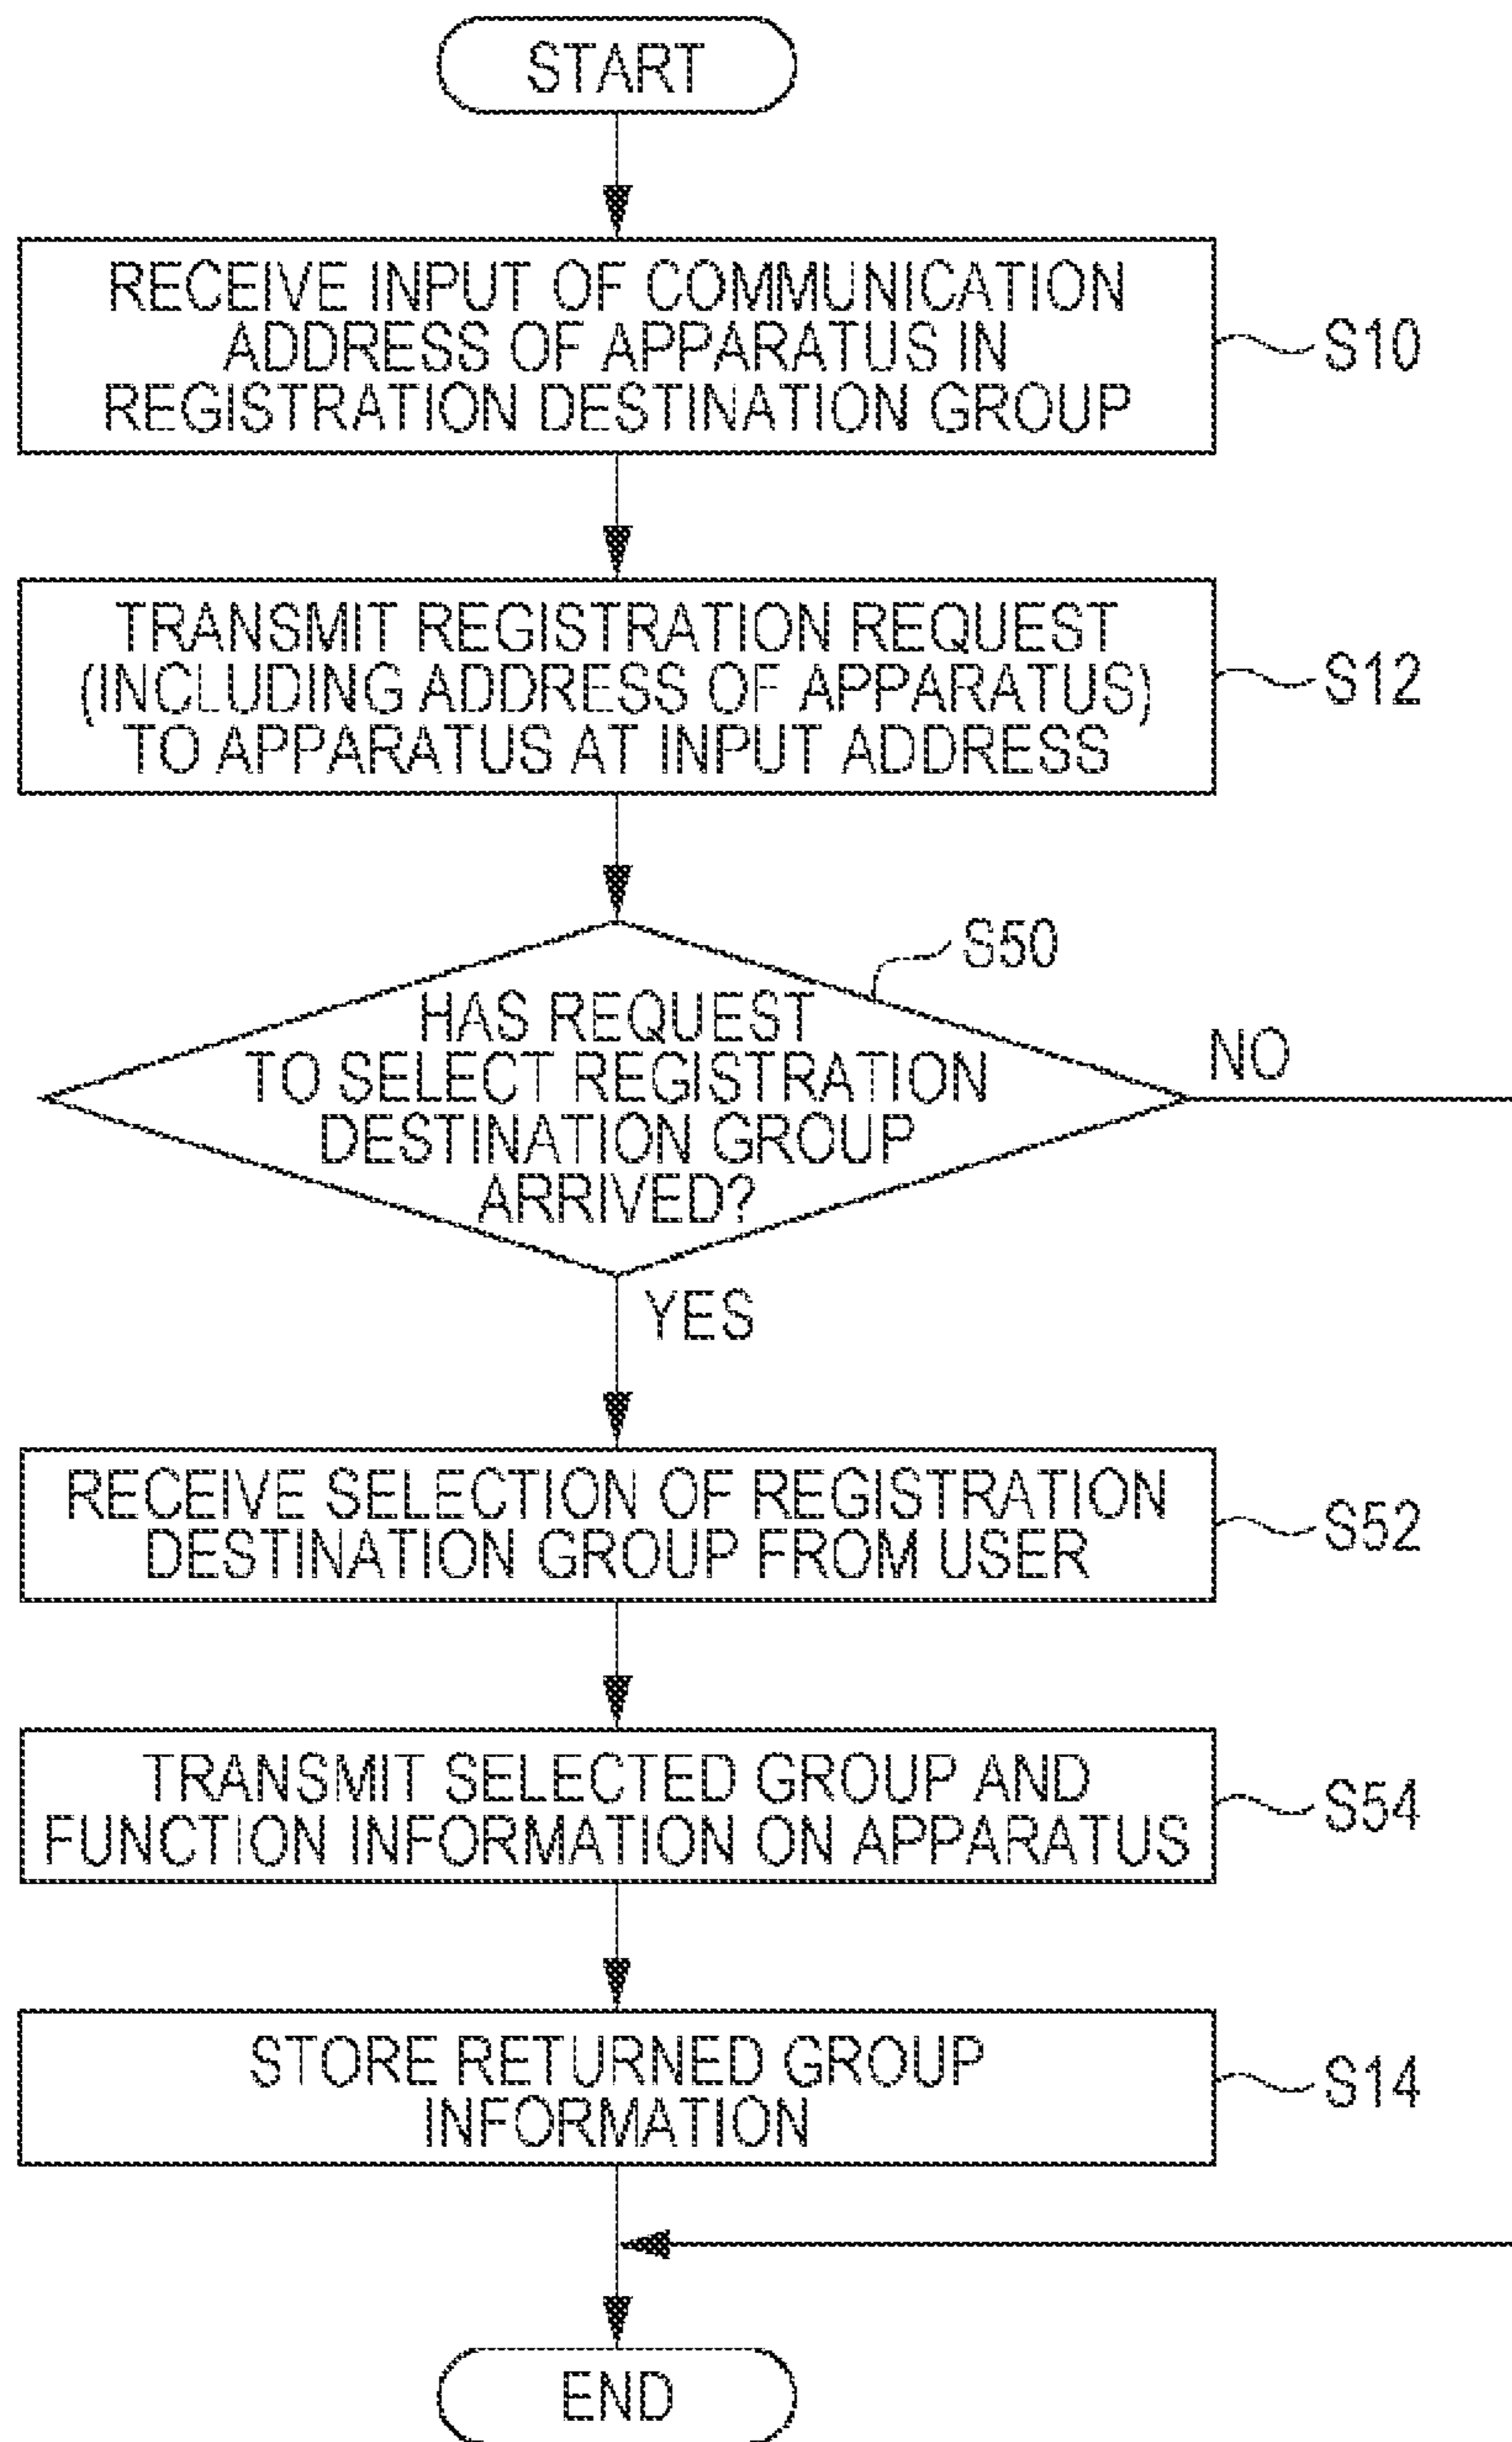 START
RECEIVE INPUT OF COMMUNICATION
ADDRESS OF APPARATUS IN
REGISTRATION DESTINATION GROUP
S10
TRANSMIT REGISTRATION REQUEST
(INCLUDING ADDRESS OF APPARATUS)
TO APPARATUS AT INPUT ADDRESS
S12
S50
HAS REQUEST
TO SELECT REGISTRATION
DESTINATION GROUP
ARRIVED?
NO
YES
RECEIVE SELECTION OF REGISTRATION
DESTINATION GROUP FROM USER
S52
TRANSMIT SELECTED GROUP AND
FUNCTION INFORMATION ON APPARATUS
S54
STORE RETURNED GROUP
INFORMATION
S14
END